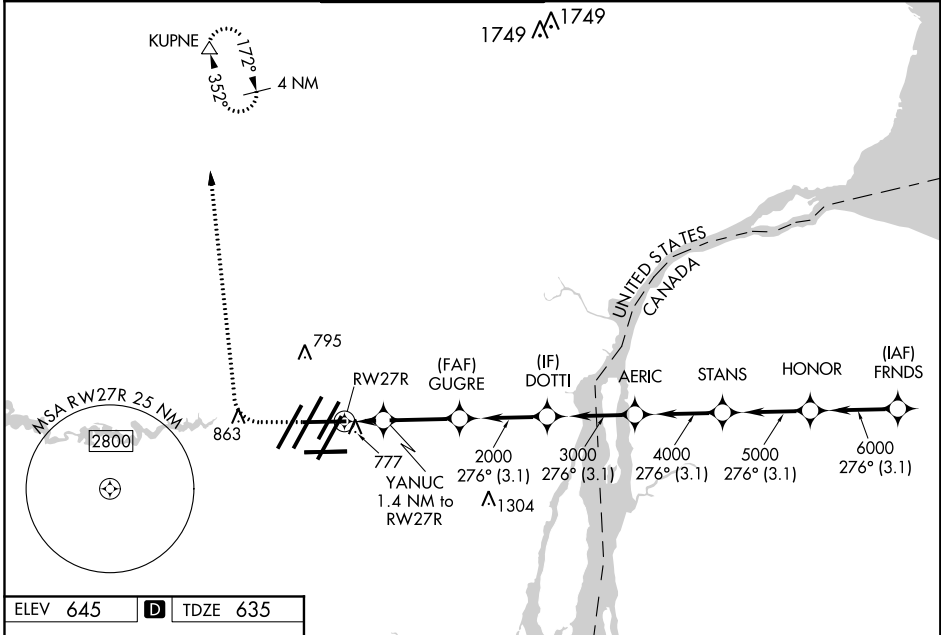 1749
1749
KUPNE
172°
352°
4 NM
UNITED STATES
CANADA
795
RW27R
(FAF)
GUGRE
(IF)
DOTTI
AERIC
STANS
HONOR
(IAF)
FRNDS
MSA RW27R 25 NM
2800
863
777
YANUC
1.4 NM to
RW27R
2000
276° (3.1)
3000
276° (3.1)
4000
276° (3.1)
5000
276° (3.1)
6000
276° (3.1)
1304
ELEV 645 D TDZE 635